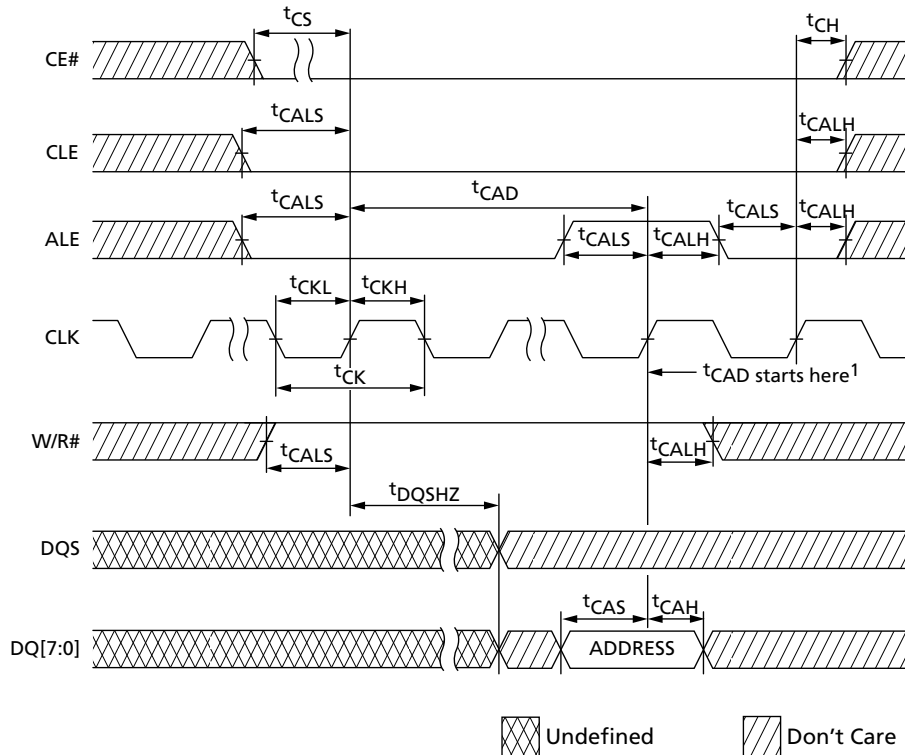 tCS
tCH
CE#
tCALS
tCALH
CLE
tCALS
tCAD
tCALS
tCALH
ALE
tCALS
tCALH
tCKL
tCKH
CLK
tCK
tCAD starts here1
W/R#
tCALS
tCALH
tDQSHZ
DQS
tCAS
tCAH
DQ[7:0]
ADDRESS
Undefined
Don't Care